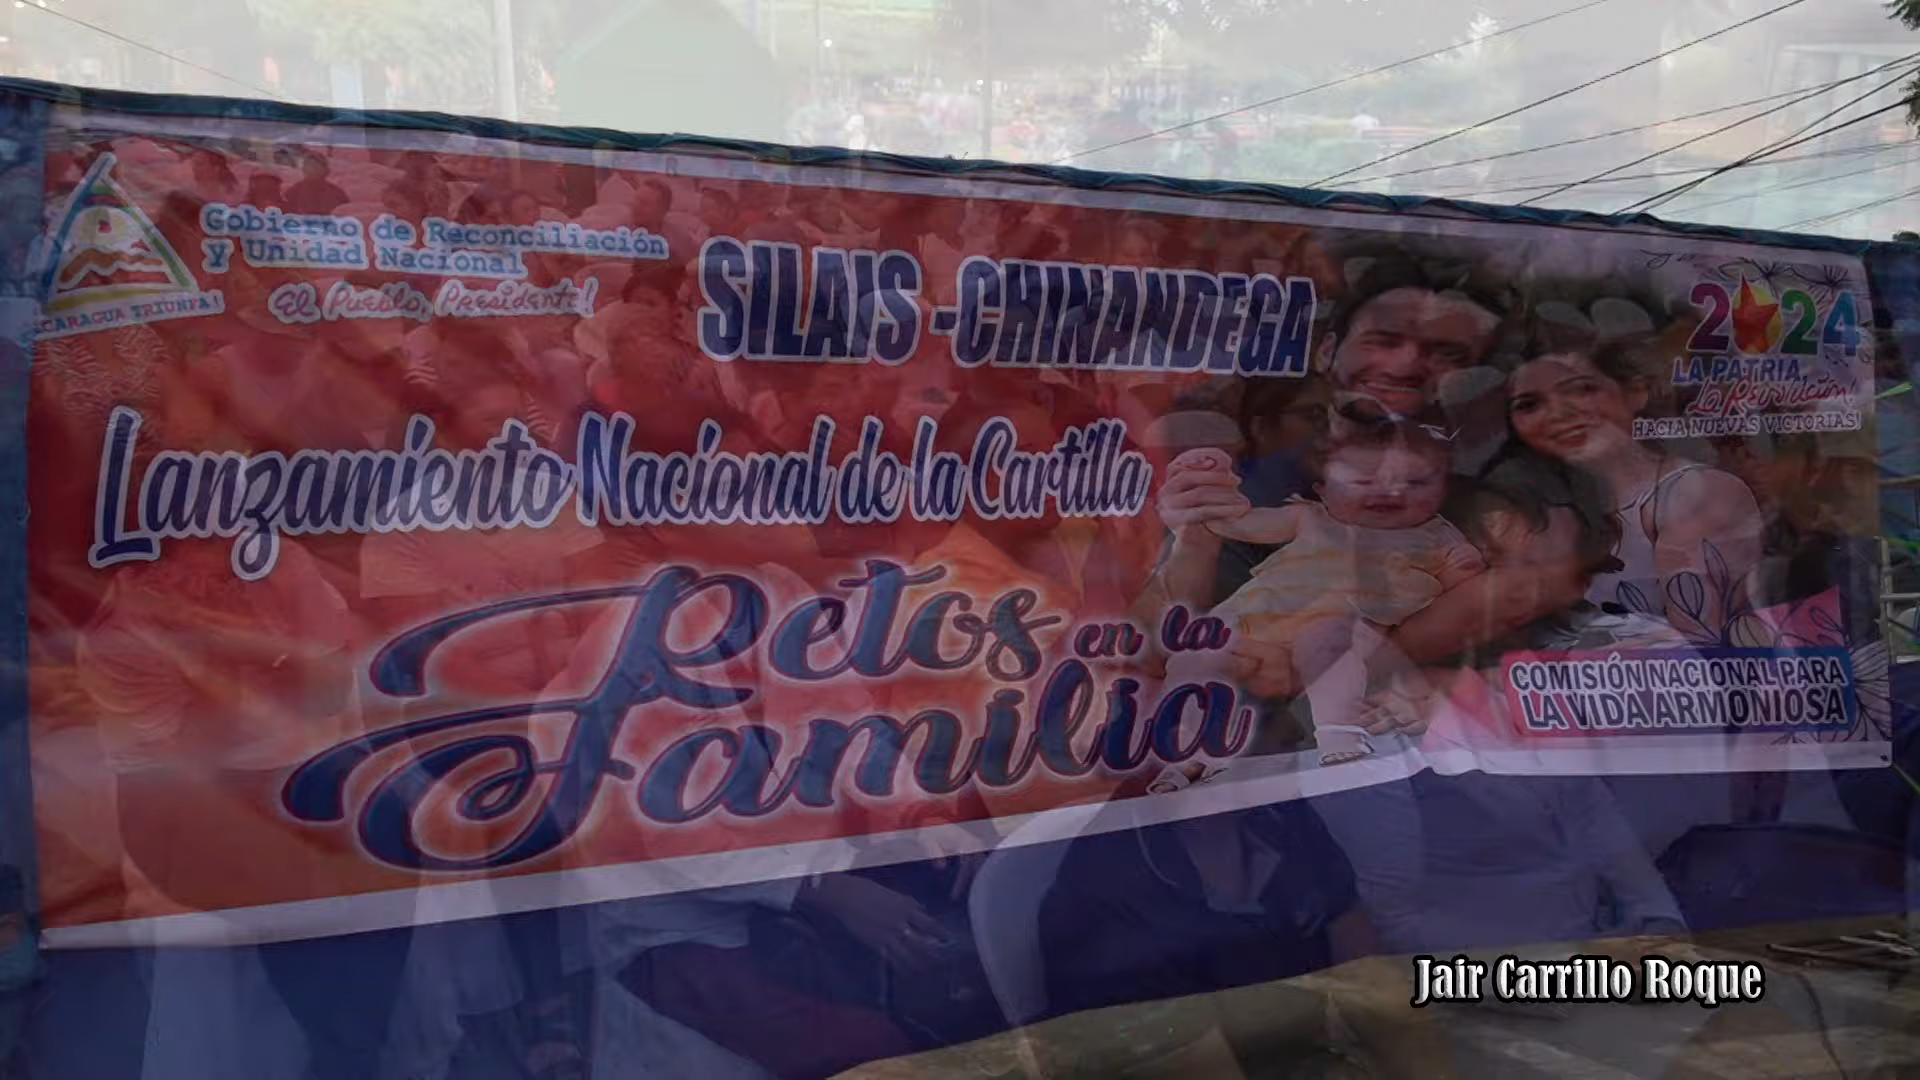 Gobierno de Reconciliación
y Unidad Nacional
El Pueblo, Presidente!
NICARAGUA TRIUNFA!
SILAIS -CHINANDEGA
2024
LA PATRIA,
La Revolución!
HACIA NUEVAS VICTORIAS!
Lanzamiento Nacional de la Cartilla
Retos en la
Familia
COMISIÓN NACIONAL PARA
LA VIDA ARMONIOSA
Jair Carrillo Roque